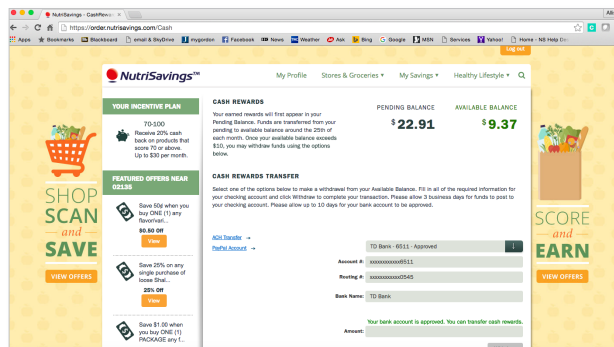 NutriSavings - CashRewar
https://order.nutrisavings.com/Cash
Apps Bookmarks Blackboard email & SkyDrive mygordon Facebook News Weather Ask Bing Google MSN Services Yahoo! Home - NS Help De
Log out
NutriSavings™
My Profile Stores & Groceries My Savings Healthy Lifestyle
YOUR INCENTIVE PLAN
70-100
Receive 20% cash
back on products that
score 70 or above.
Up to $30 per month.
FEATURED OFFERS NEAR
02135
Save 50¢ when you
buy ONE (1) any
flavor/vari...
$0.50 Off
View
Save 25% on any
single purchase of
loose Shal...
25% Off
View
Save $1.00 when
you buy ONE (1)
PACKAGE any f...
CASH REWARDS
Your earned rewards will first appear in your
Pending Balance. Funds are transferred from your
pending to available balance around the 25th of
each month. Once your available balance exceeds
$10, you may withdraw funds using the options
below.
PENDING BALANCE
$22.91
AVAILABLE BALANCE
$9.37
CASH REWARDS TRANSFER
Select one of the options below to make a withdrawal from your Available Balance. Fill in all of the required information for
your checking account and click Withdraw to complete your transaction. Please allow 3 business days for funds to post to
your checking account. Please allow up to 10 days for your bank account to be approved.
ACH Transfer →
PayPal Account →
TD Bank - 6511 - Approved
Account #: xxxxxxxxxxxx6511
Routing #: xxxxxxxxxxxx0545
Bank Name: TD Bank
Your bank account is approved. You can transfer cash rewards.
Amount:
SHOP
SCAN
and
SAVE
VIEW OFFERS
SCORE
and
EARN
VIEW OFFERS